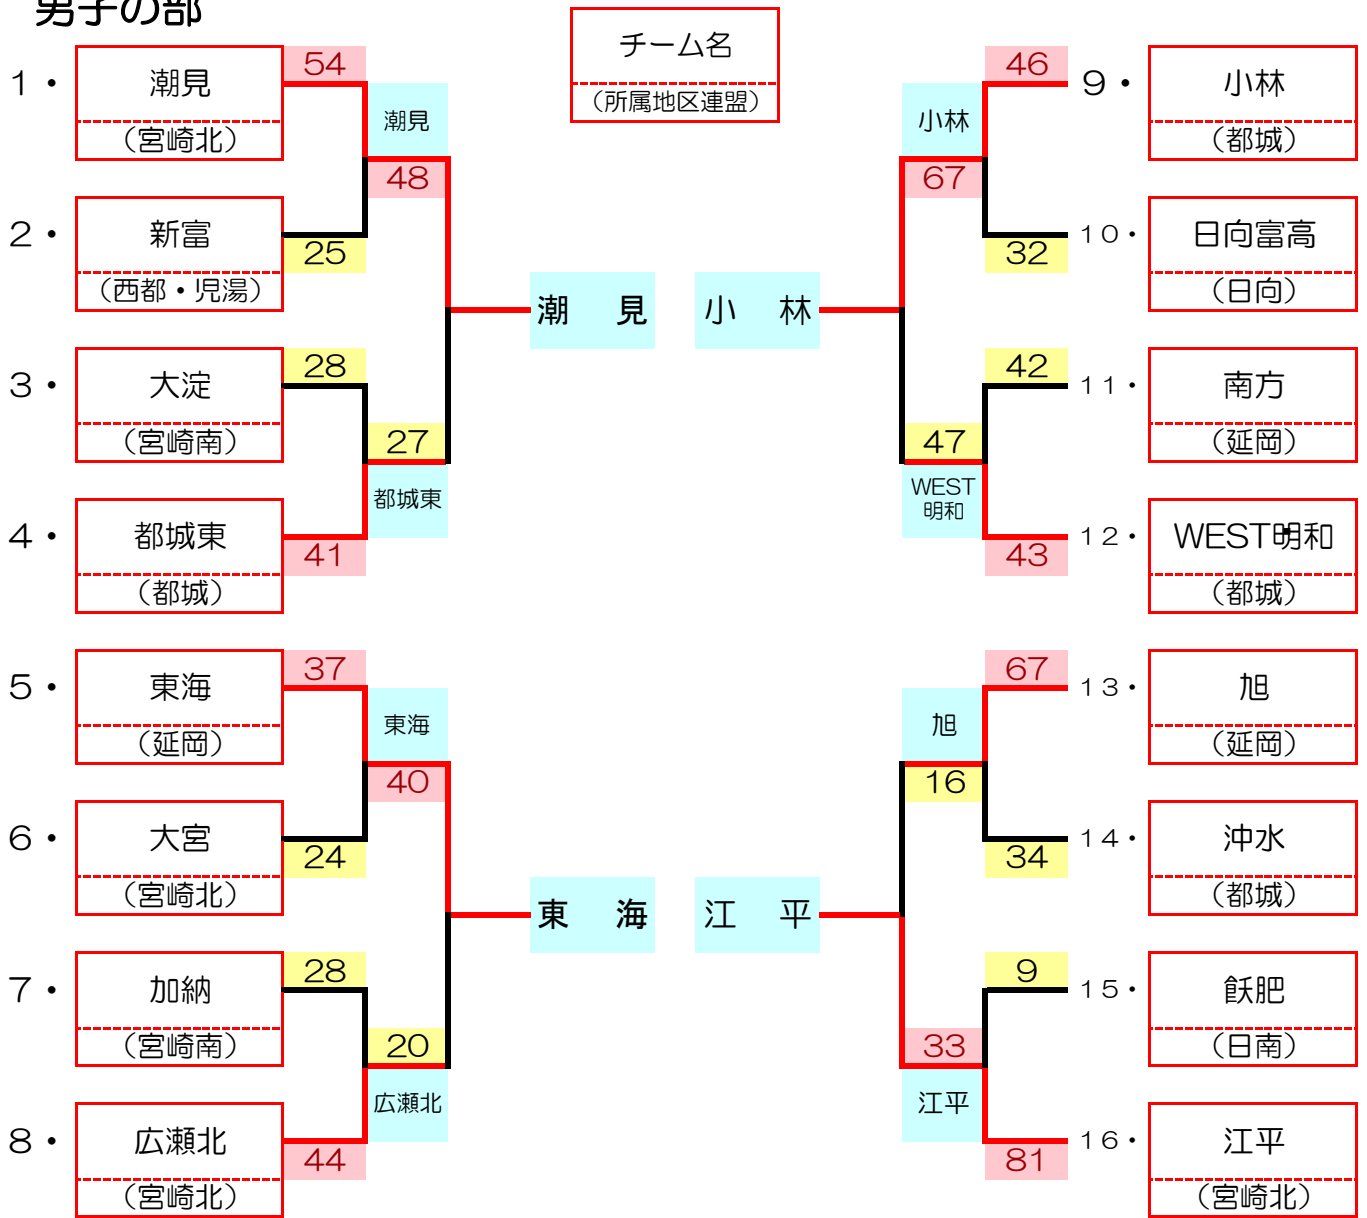 男子の部
チーム名
（所属地区連盟）
1・
潮見
（宮崎北）
54
潮見
48
2・
新富
（西都・児湯）
25
潮 見
3・
大淀
（宮崎南）
28
27
都城東
4・
都城東
（都城）
41
5・
東海
（延岡）
37
東海
40
6・
大宮
（宮崎北）
24
東 海
7・
加納
（宮崎南）
28
20
広瀬北
8・
広瀬北
（宮崎北）
44
46
9・
小林
（都城）
小林
67
32
10・
日向富高
（日向）
小 林
42
11・
南方
（延岡）
47
WEST
明和
43
12・
WEST明和
（都城）
67
13・
旭
（延岡）
旭
16
34
14・
沖水
（都城）
江 平
9
15・
飫肥
（日南）
33
江平
81
16・
江平
（宮崎北）